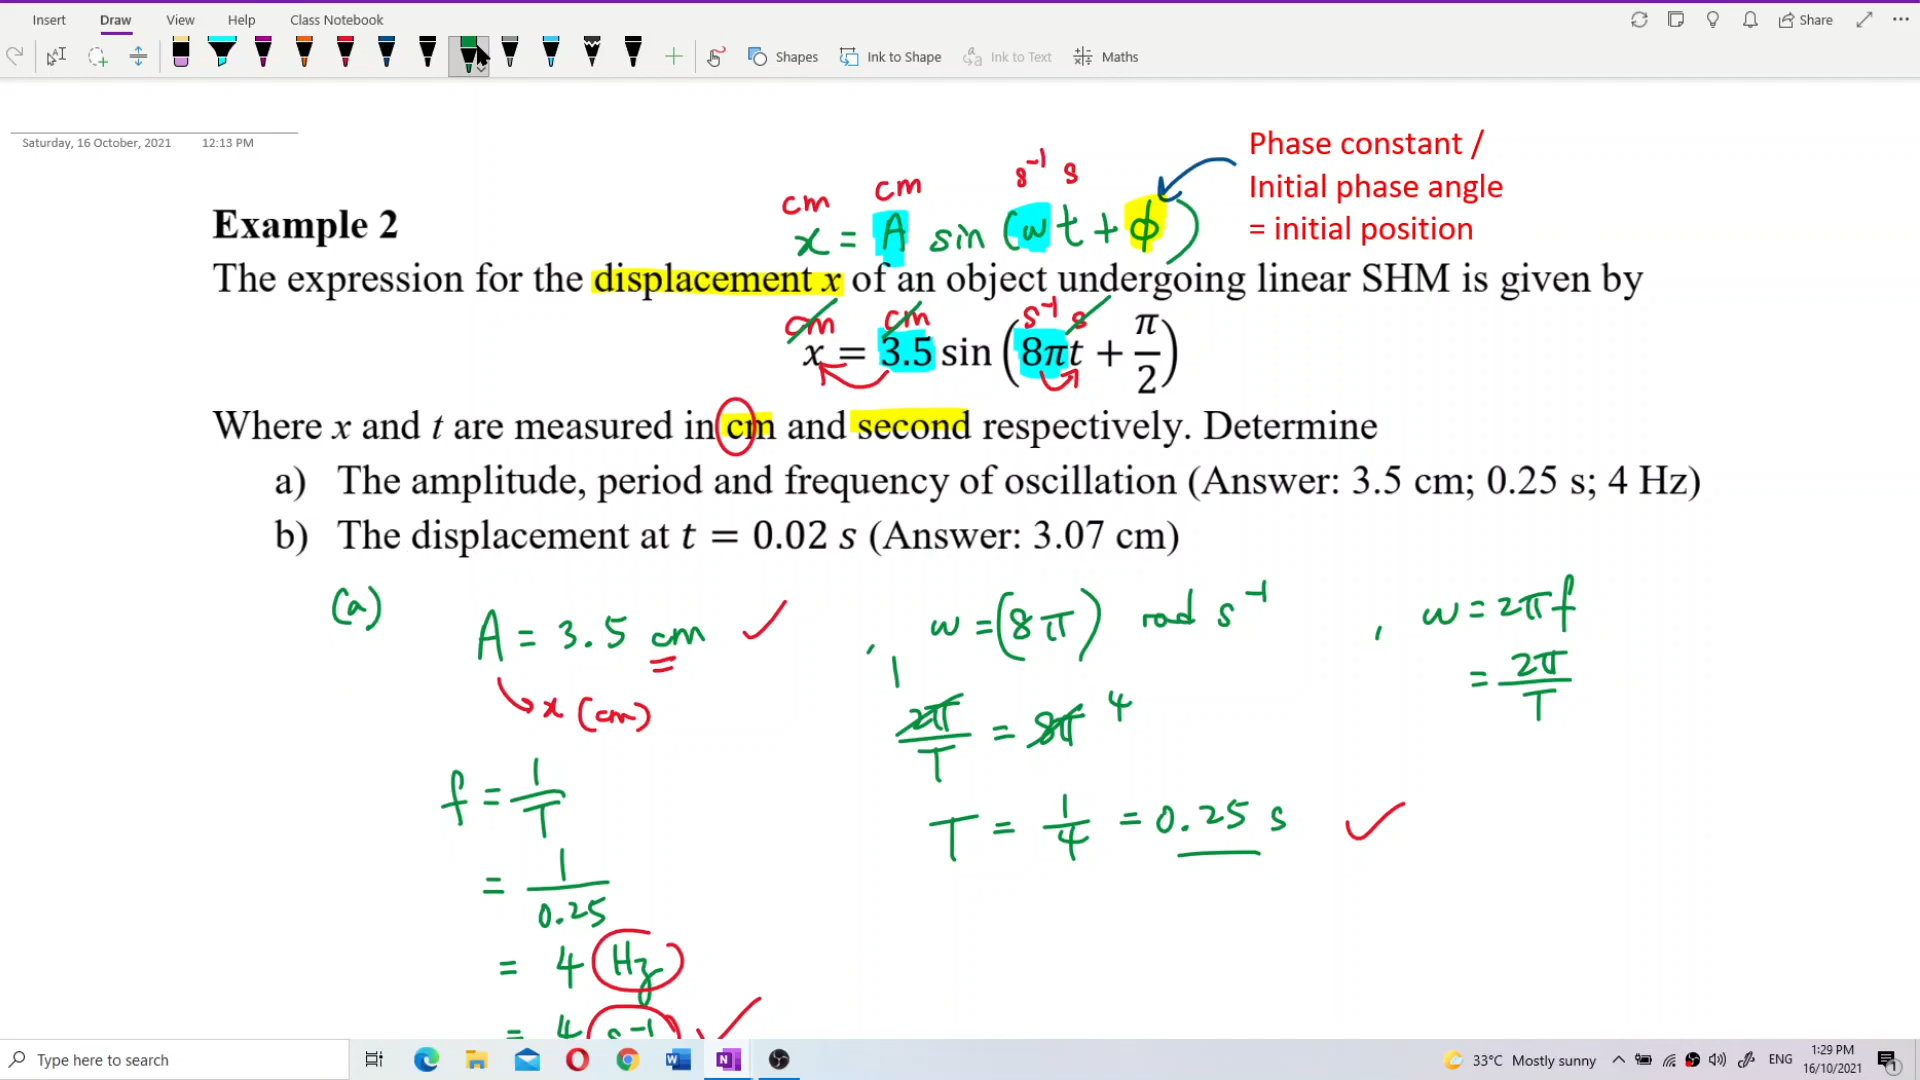 Insert Draw View Help Class Notebook Share
Shapes Ink to Shape Ink to Text Maths
Saturday, 16 October, 2021 12:13 PM
Phase constant /
Initial phase angle
= initial position
cm cm s⁻¹ s
x = A sin (ωt + ϕ)
Example 2
The expression for the displacement x of an object undergoing linear SHM is given by
cm cm s⁻¹ s
x = 3.5 sin (8πt + π/2)
Where x and t are measured in cm and second respectively. Determine
a) The amplitude, period and frequency of oscillation (Answer: 3.5 cm; 0.25 s; 4 Hz)
b) The displacement at t = 0.02 s (Answer: 3.07 cm)
(a) A = 3.5 cm , ω = (8π) rad s⁻¹ , ω = 2πf
= 2π/T
x (cm)
1 2π/T = 8π 4
f = 1/T
T = 1/4 = 0.25 s
= 1/0.25
= 4 Hz
= 4 s⁻¹
Type here to search 33°C Mostly sunny ENG 1:29 PM
16/10/2021